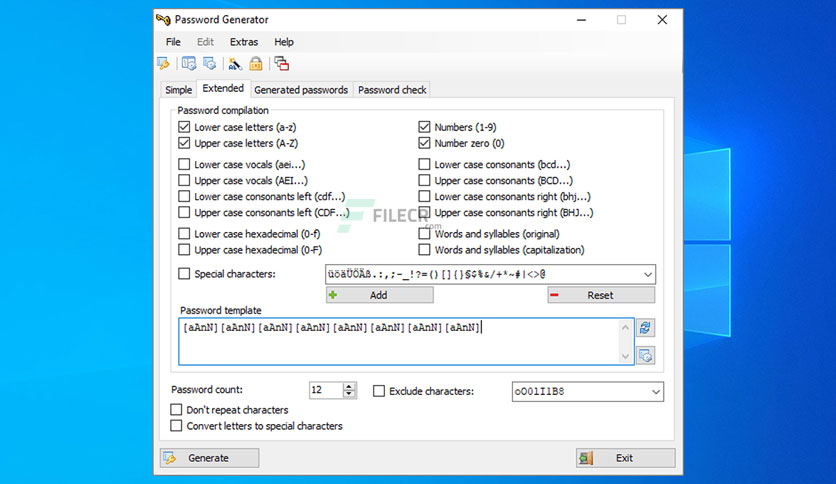 Password Generator
File Edit Extras Help
Simple Extended Generated passwords Password check
Password compilation
Lower case letters (a-z) Numbers (1-9)
Upper case letters (A-Z) Number zero (0)
Lower case vocals (aei...) Lower case consonants (bcd...)
Upper case vocals (AEI...) Upper case consonants (BCD...)
Lower case consonants left (cdf...) Lower case consonants right (bhj...)
Upper case consonants left (CDF...) Upper case consonants right (BHJ...)
FILECR
.com
Lower case hexadecimal (0-f) Words and syllables (original)
Upper case hexadecimal (0-F) Words and syllables (capitalization)
Special characters: üöäÜÖÄß.:,;-_!?=()[]{}§$%&/+*~#|<>@
Add Reset
Password template
[aAnN][aAnN][aAnN][aAnN][aAnN][aAnN][aAnN][aAnN]
Password count: 12 Exclude characters: oO0lI1B8
Don't repeat characters
Convert letters to special characters
Generate Exit